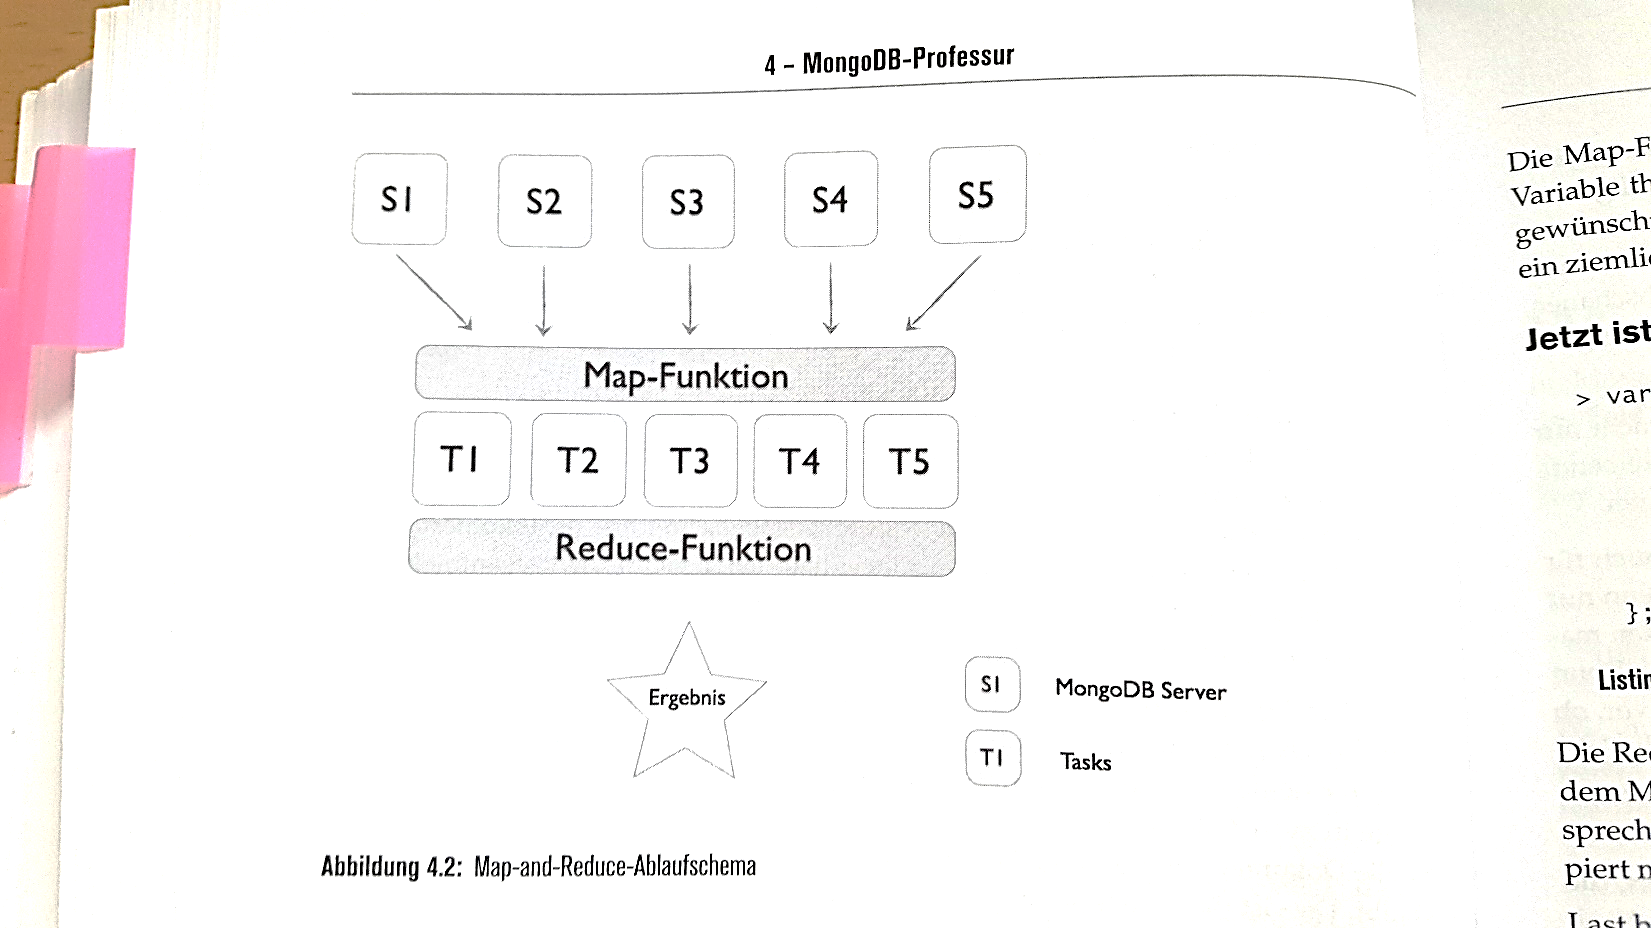 4 – MongoDB-Professur
S1 S2 S3 S4 S5
Map-Funktion
T1 T2 T3 T4 T5
Reduce-Funktion
Ergebnis
S1 MongoDB Server
T1 Tasks
Abbildung 4.2: Map-and-Reduce-Ablaufschema
Die Map-F
Variable th
gewünsch
ein ziemli
Jetzt ist
> var
};
Listin
Die Re
dem M
sprech
piert n
Last b